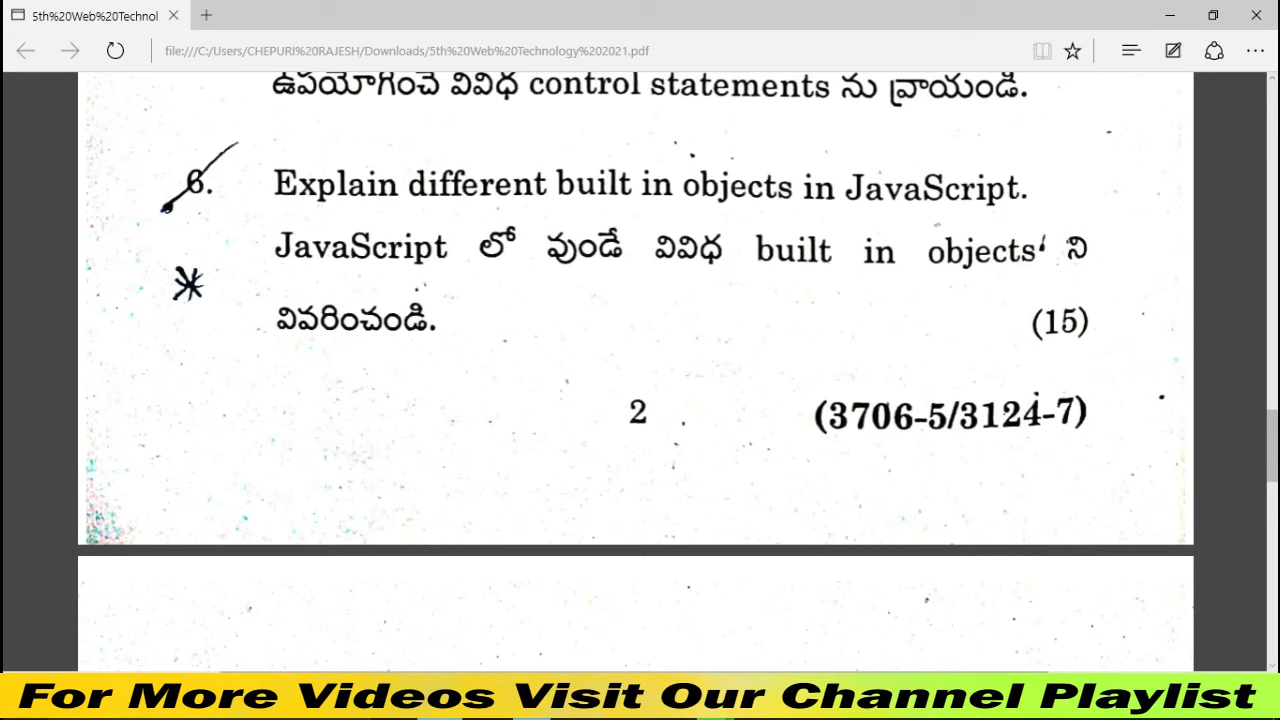 5th%20Web%20Technol
file:///C:/Users/CHEPURI%20RAJESH/Downloads/5th%20Web%20Technology%202021.pdf
ఉపయోగించే వివిధ control statements ను వ్రాయండి.
6. Explain different built in objects in JavaScript.
JavaScript లో వుండే వివిధ built in objects ని
వివరించండి. (15)
2 (3706-5/3124-7)
For More Videos Visit Our Channel Playlist